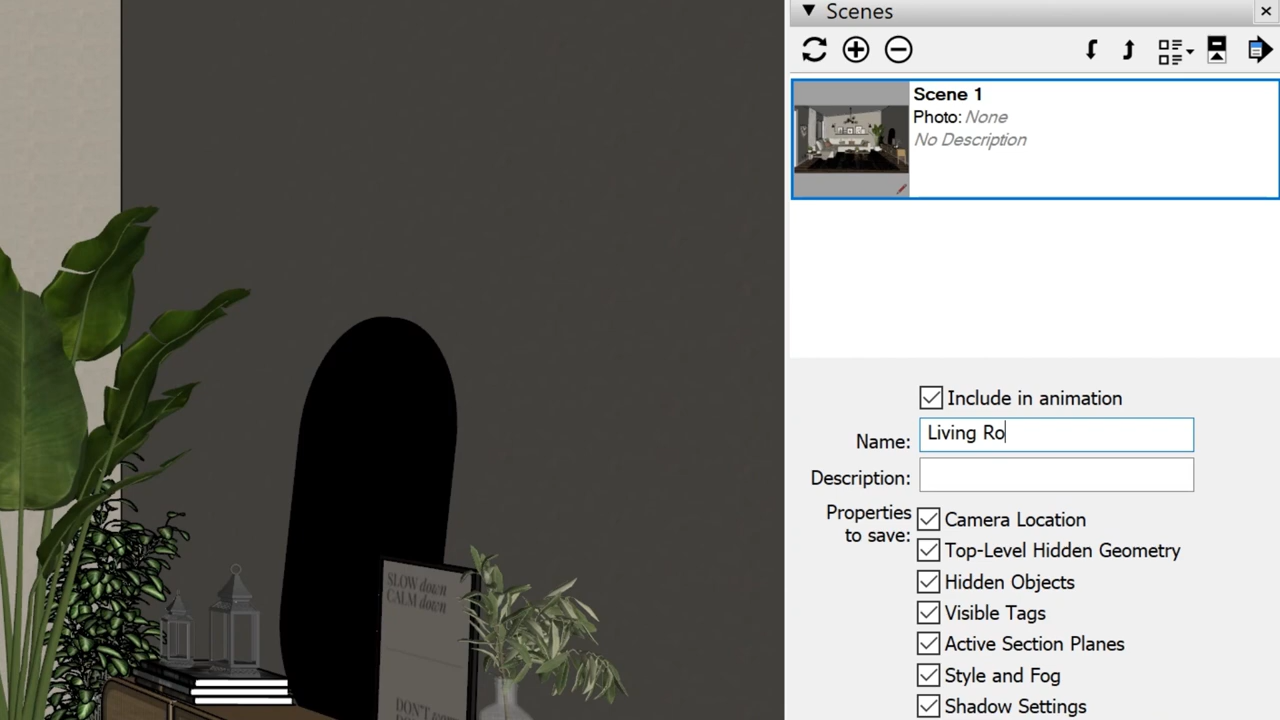 Scenes
Scene 1
Photo: None
No Description
Include in animation
Name: Living Ro
Description:
Properties
to save:
Camera Location
Top-Level Hidden Geometry
Hidden Objects
Visible Tags
Active Section Planes
Style and Fog
Shadow Settings
SLOW down
CALM down
DON'T